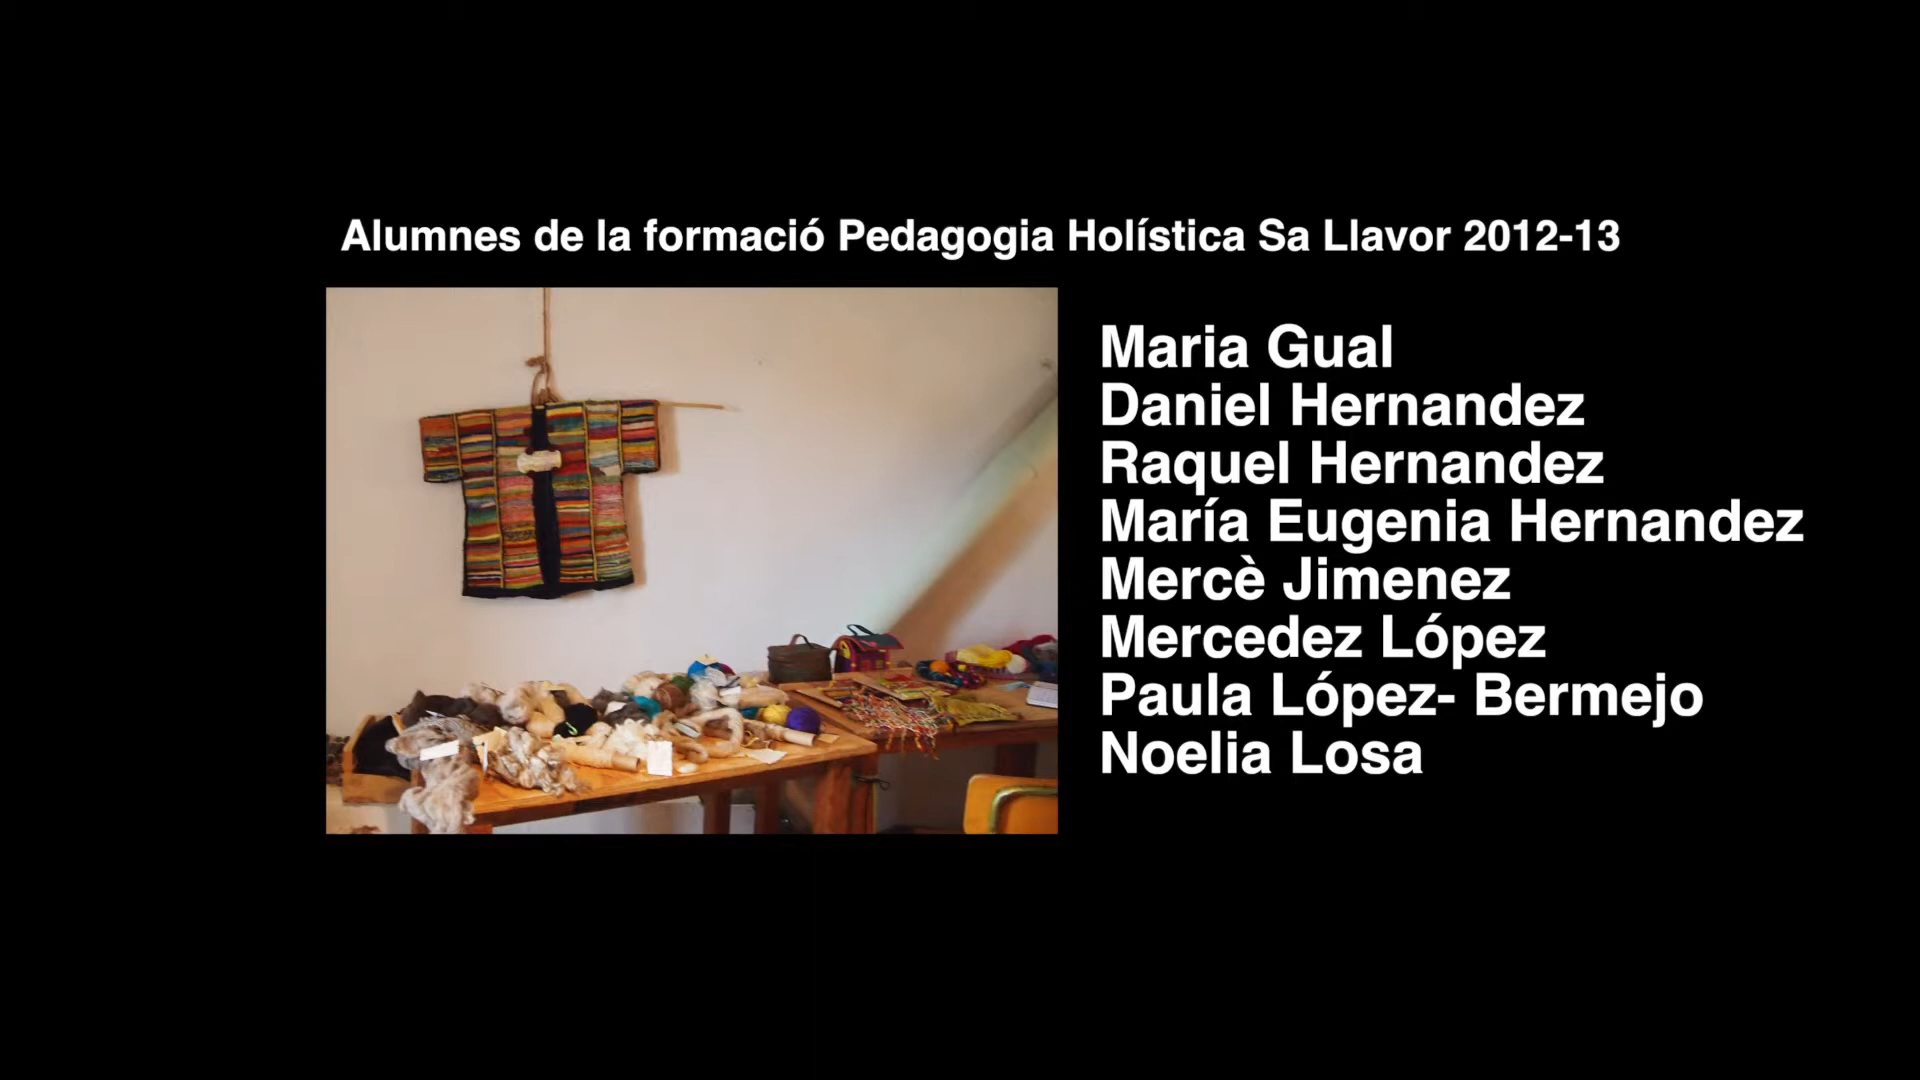 Alumnes de la formació Pedagogia Holística Sa Llavor 2012-13
Maria Gual
Daniel Hernandez
Raquel Hernandez
María Eugenia Hernandez
Mercè Jimenez
Mercedez López
Paula López- Bermejo
Noelia Losa